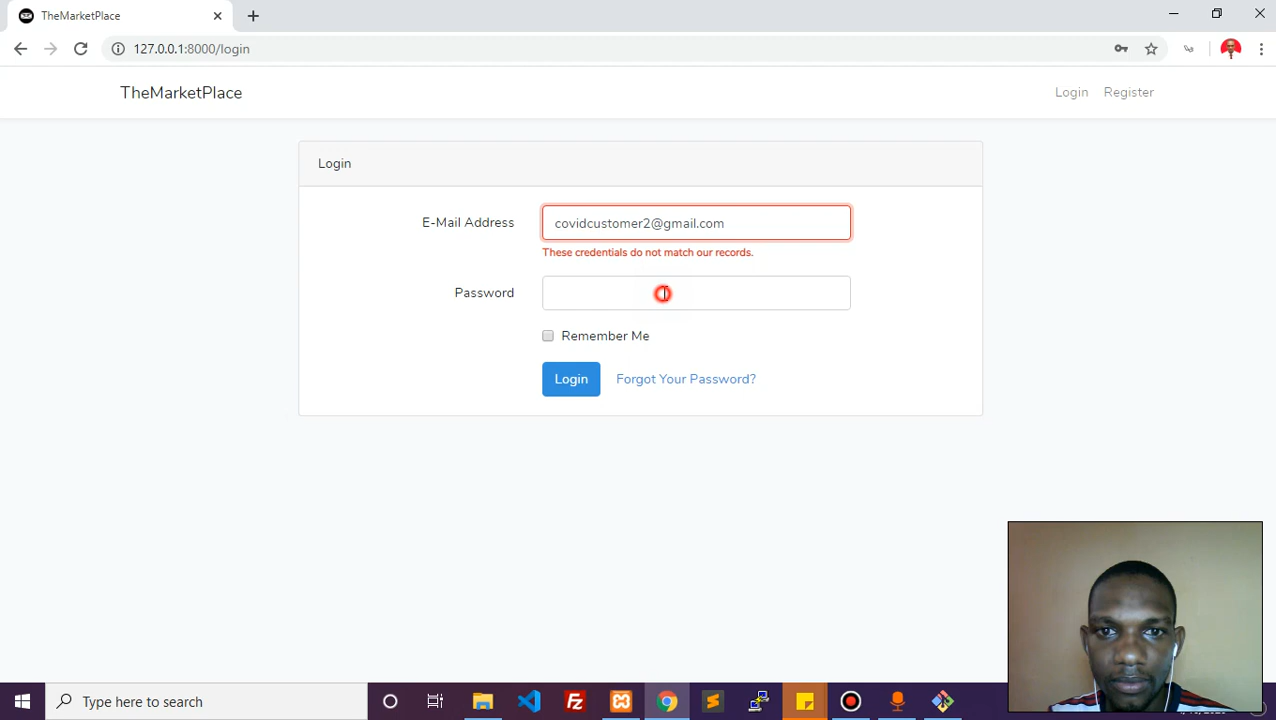 TheMarketPlace
127.0.0.1:8000/login
TheMarketPlace
Login
Register
Login
E-Mail Address
covidcustomer2@gmail.com
These credentials do not match our records.
Password
Remember Me
Login
Forgot Your Password?
Type here to search